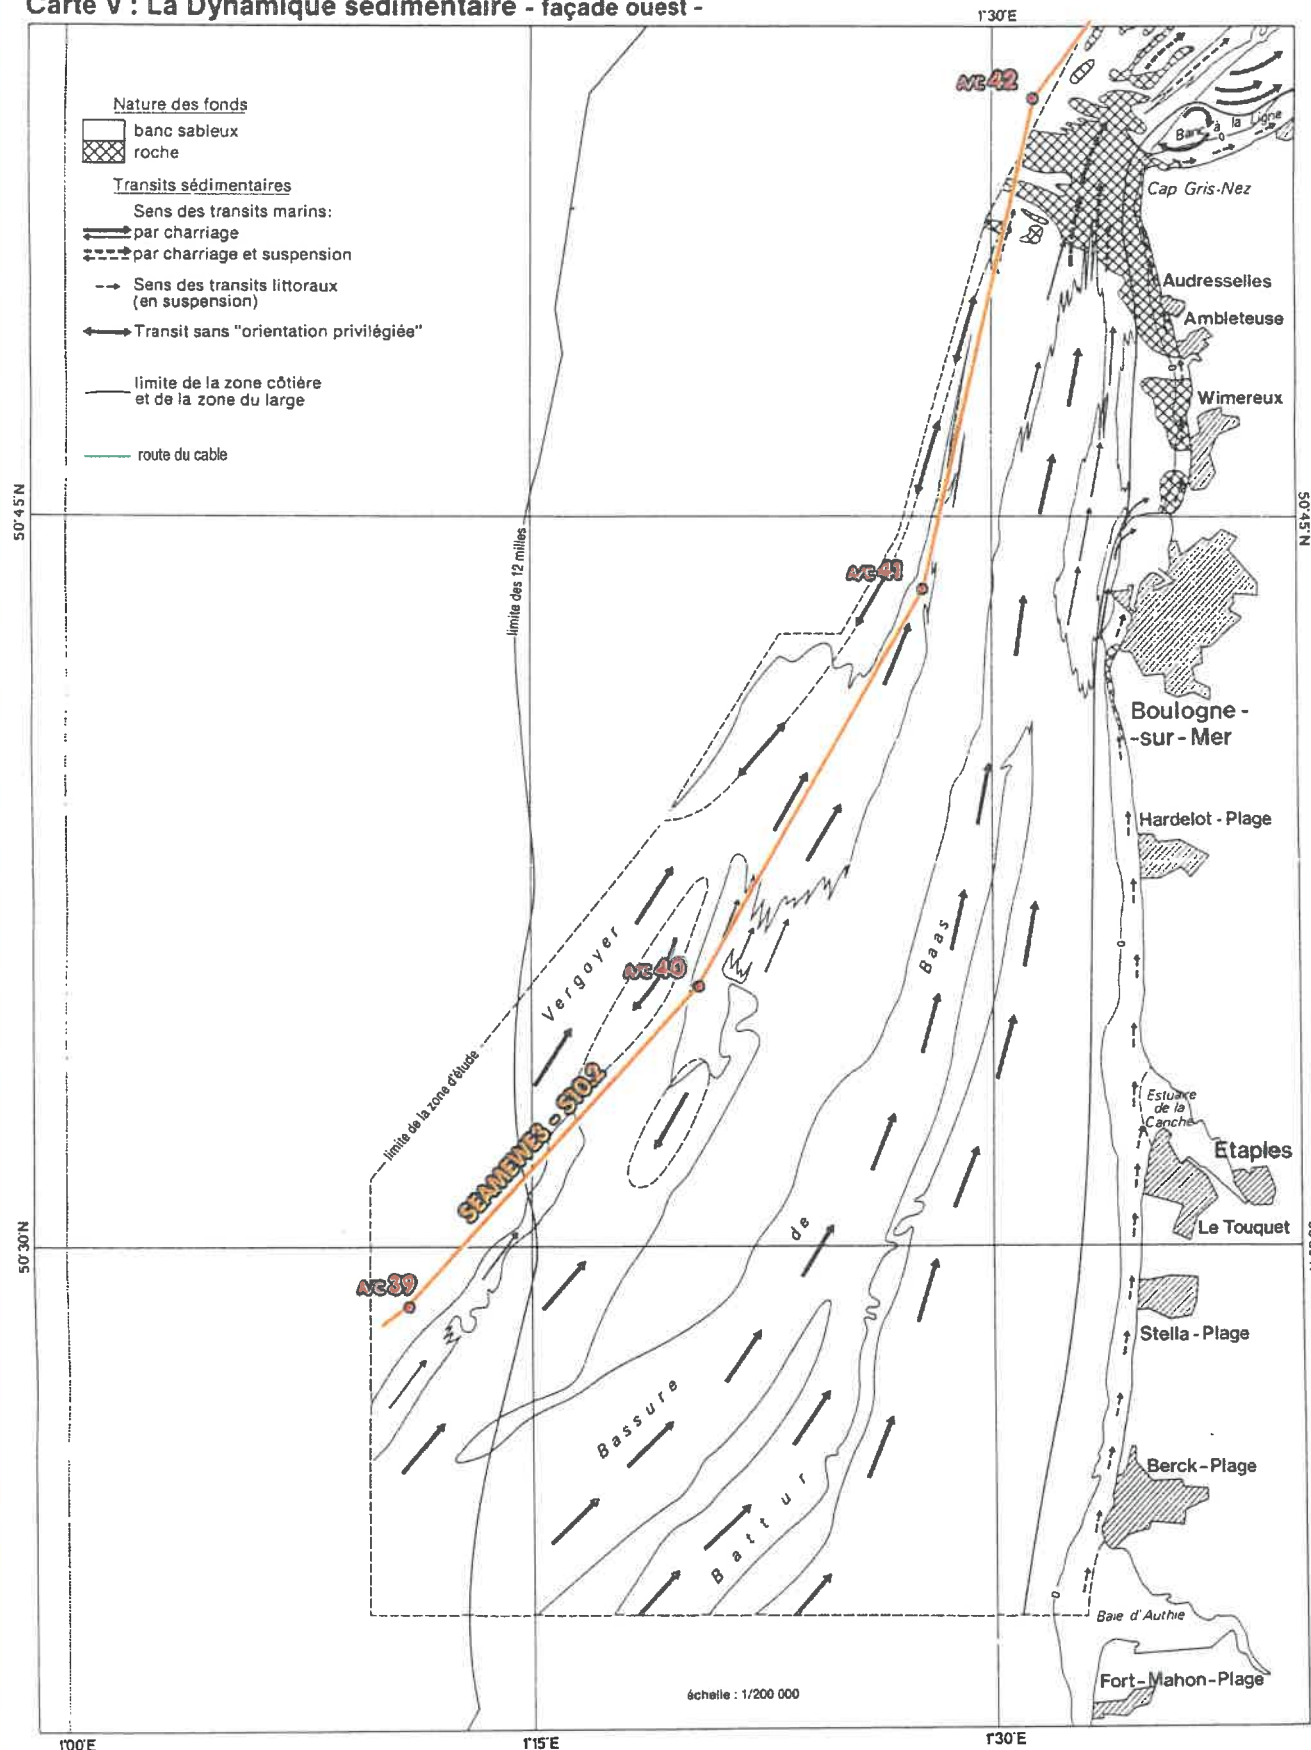 Carte V : La Dynamique sédimentaire - façade ouest -
1°30'E
A/C 42
Nature des fonds
banc sableux
roche
Transits sédimentaires
Sens des transits marins:
par charriage
par charriage et suspension
Sens des transits littoraux
(en suspension)
Transit sans "orientation privilégiée"
limite de la zone côtière
et de la zone du large
route du cable
Banc à la Ligne
Cap Gris-Nez
Audresselles
Ambleteuse
Wimereux
50°45'N
50°45'N
limite des 12 milles
A/C 41
Boulogne-
-sur-Mer
Hardelot-Plage
Vergoyer
A/C 40
Baas
limite de la zone d'étude
SEAMEWE3 - S10.2
Estuaire
de la
Canche
Etaples
Le Touquet
50°30'N
de
A/C 39
Stella-Plage
Bassure
Berck-Plage
Battur
Baie d'Authie
Fort-Mahon-Plage
échelle : 1/200 000
1°00'E
1°15'E
1°30'E